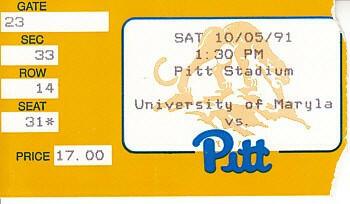 GATE
23
SEC
33
ROW
14
SEAT
31*
PRICE 17.00
SAT 10/05/91
1:30 PM
Pitt Stadium
University of Maryla
vs.
Pitt